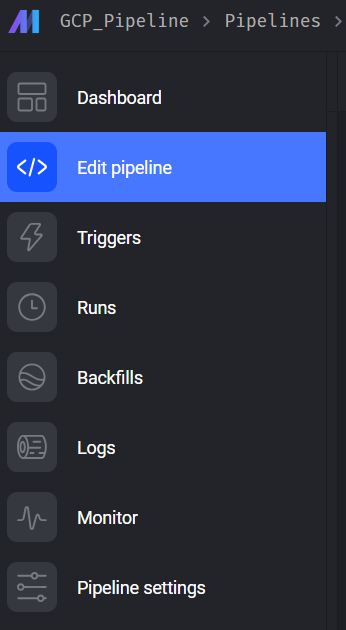 GCP_Pipeline > Pipelines >
Dashboard
Edit pipeline
Triggers
Runs
Backfills
Logs
Monitor
Pipeline settings